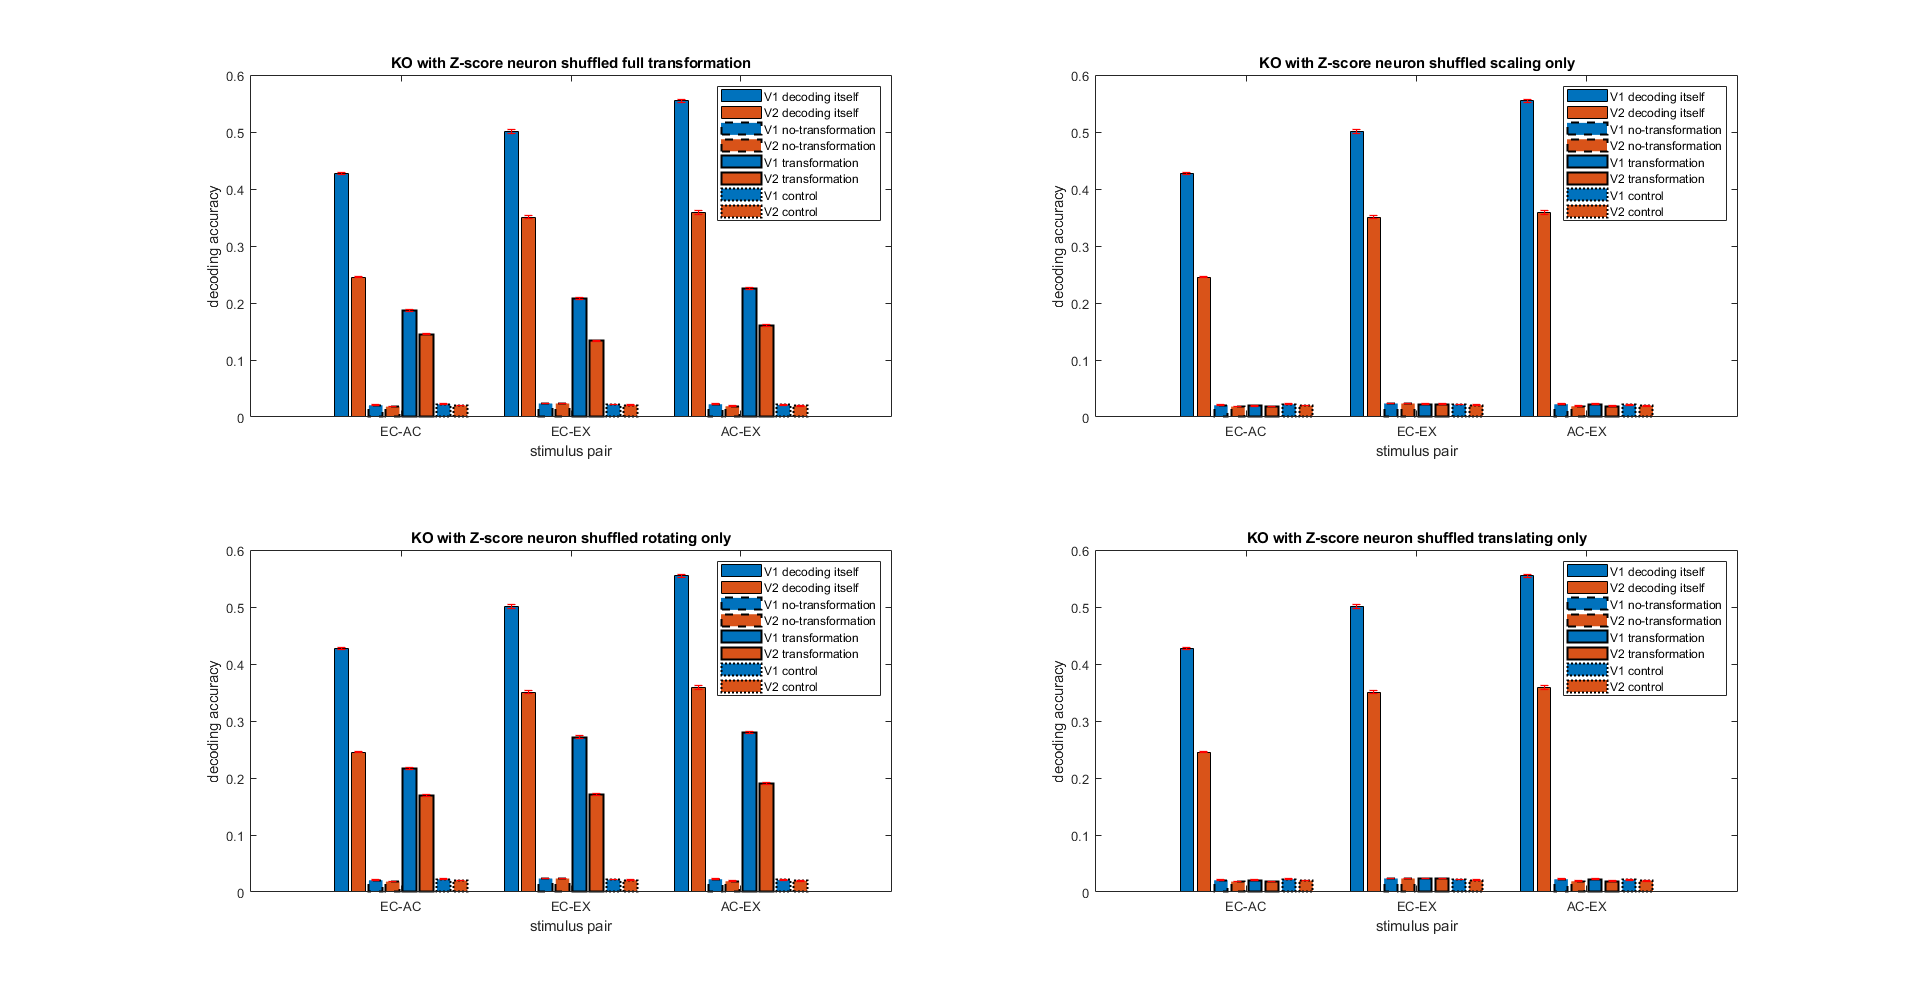 KO with Z-score neuron shuffled full transformation
0.6
0.5
0.4
0.3
0.2
0.1
0
decoding accuracy
EC-AC
EC-EX
AC-EX
stimulus pair
V1 decoding itself
V2 decoding itself
V1 no-transformation
V2 no-transformation
V1 transformation
V2 transformation
V1 control
V2 control
KO with Z-score neuron shuffled scaling only
0.6
0.5
0.4
0.3
0.2
0.1
0
decoding accuracy
EC-AC
EC-EX
AC-EX
stimulus pair
V1 decoding itself
V2 decoding itself
V1 no-transformation
V2 no-transformation
V1 transformation
V2 transformation
V1 control
V2 control
KO with Z-score neuron shuffled rotating only
0.6
0.5
0.4
0.3
0.2
0.1
0
decoding accuracy
EC-AC
EC-EX
AC-EX
stimulus pair
V1 decoding itself
V2 decoding itself
V1 no-transformation
V2 no-transformation
V1 transformation
V2 transformation
V1 control
V2 control
KO with Z-score neuron shuffled translating only
0.6
0.5
0.4
0.3
0.2
0.1
0
decoding accuracy
EC-AC
EC-EX
AC-EX
stimulus pair
V1 decoding itself
V2 decoding itself
V1 no-transformation
V2 no-transformation
V1 transformation
V2 transformation
V1 control
V2 control